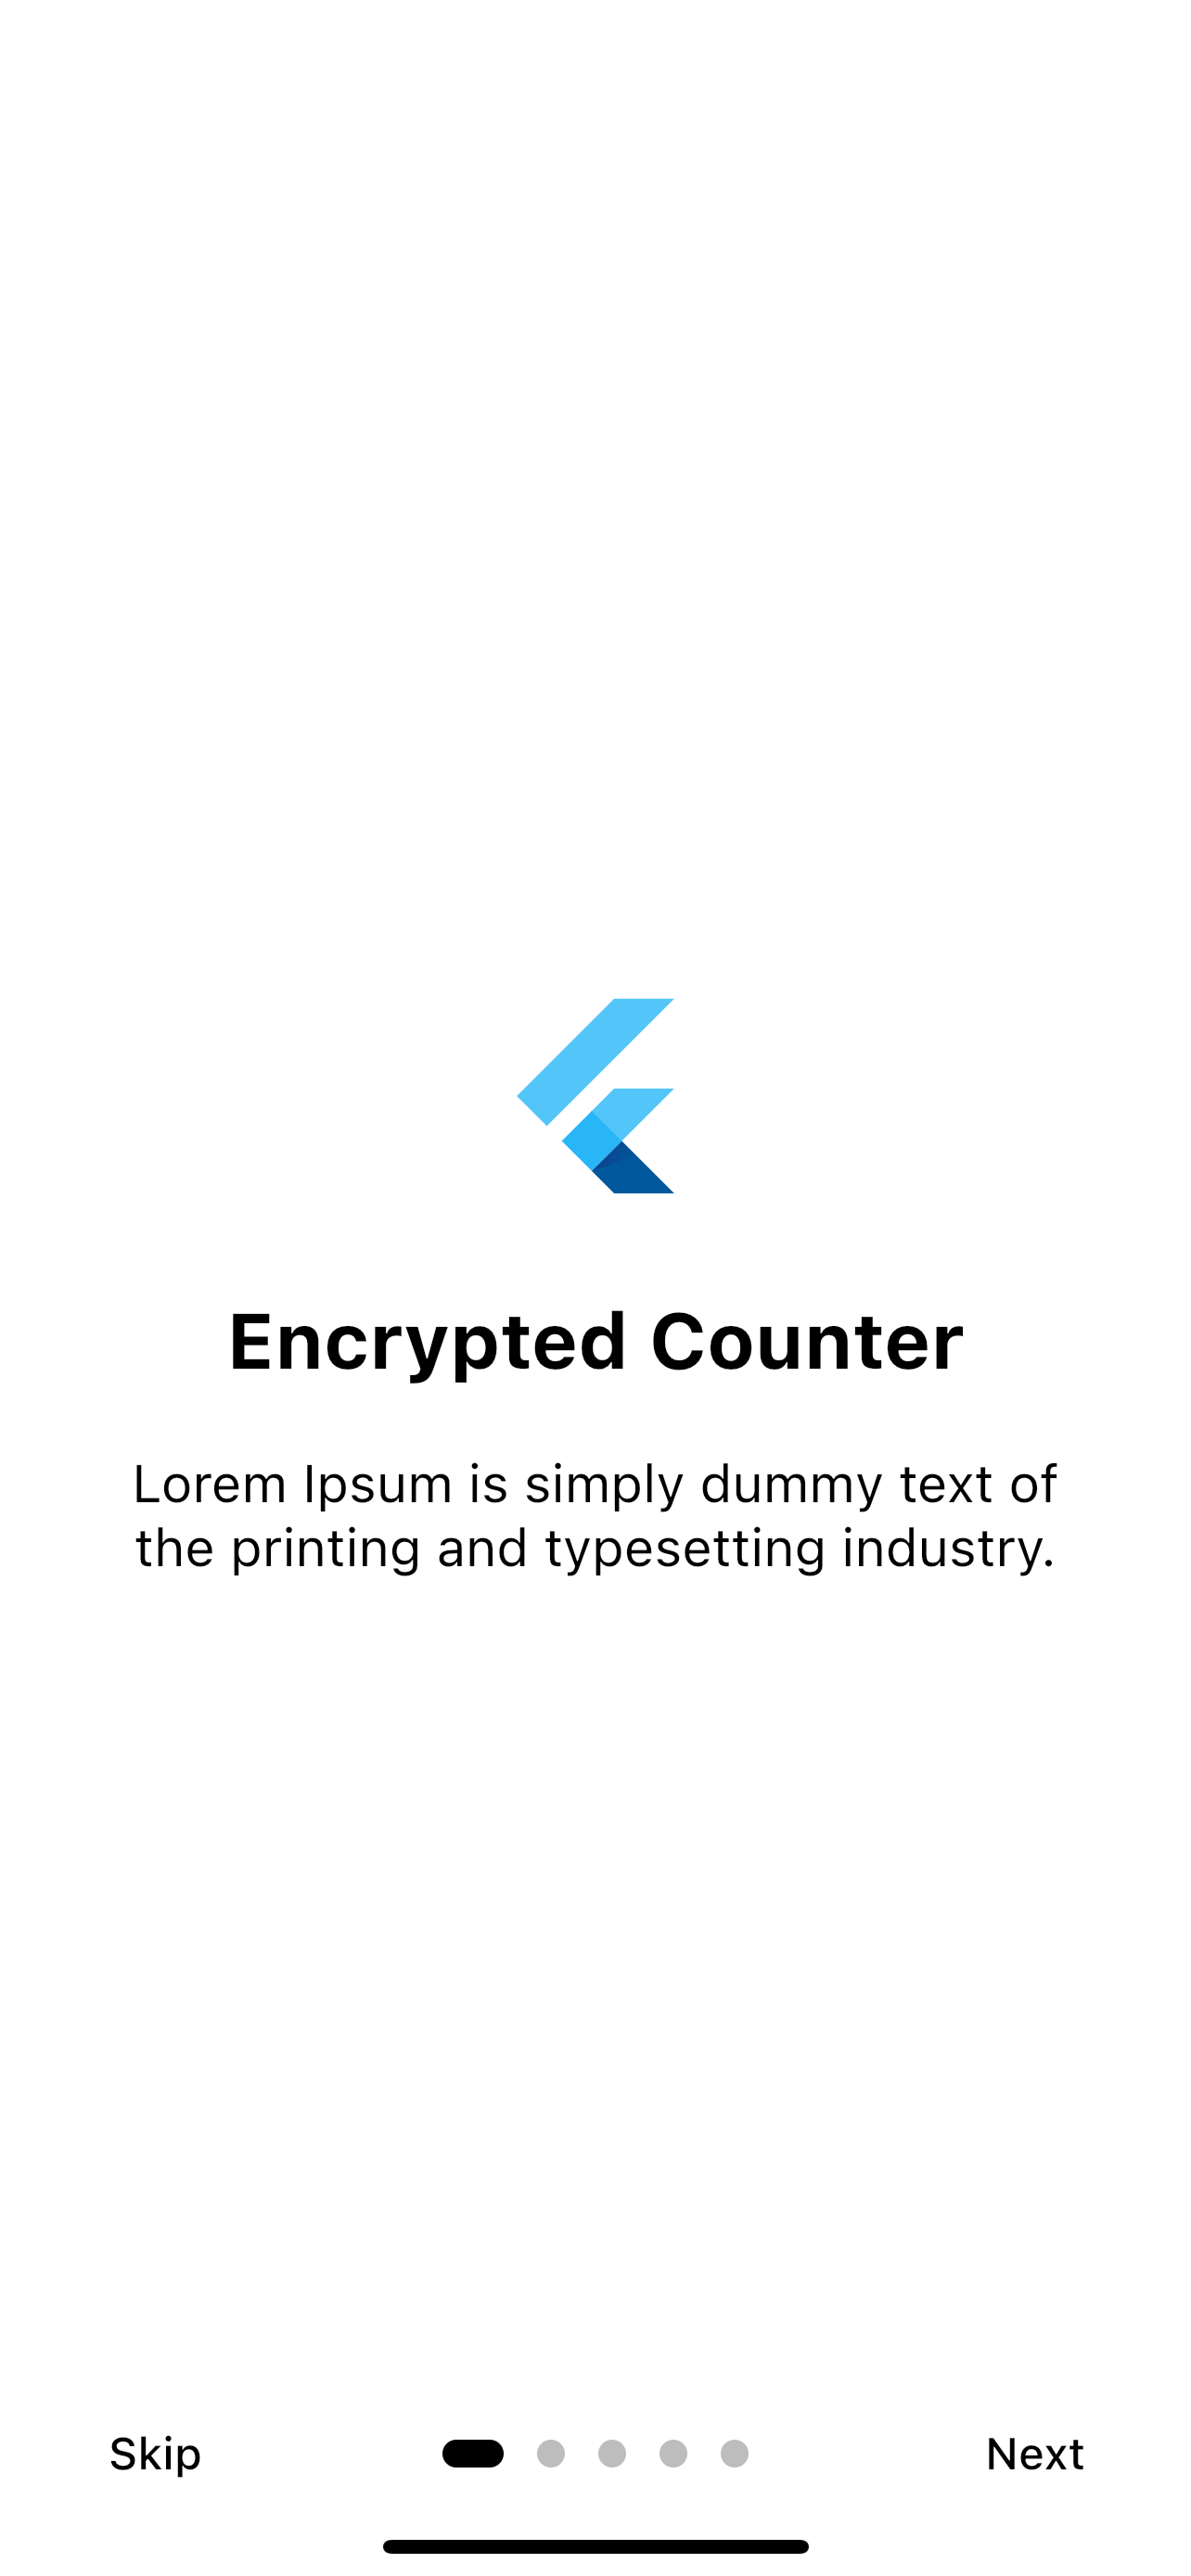 Encrypted Counter
Lorem Ipsum is simply dummy text of
the printing and typesetting industry.
Skip
Next